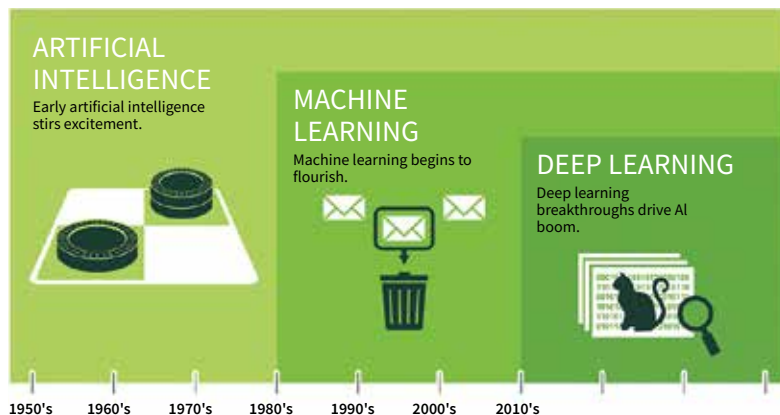 ARTIFICIAL
INTELLIGENCE
Early artificial intelligence
stirs excitement.
MACHINE
LEARNING
Machine learning begins to
flourish.
DEEP LEARNING
Deep learning
breakthroughs drive AI
boom.
1950's 1960's 1970's 1980's 1990's 2000's 2010's